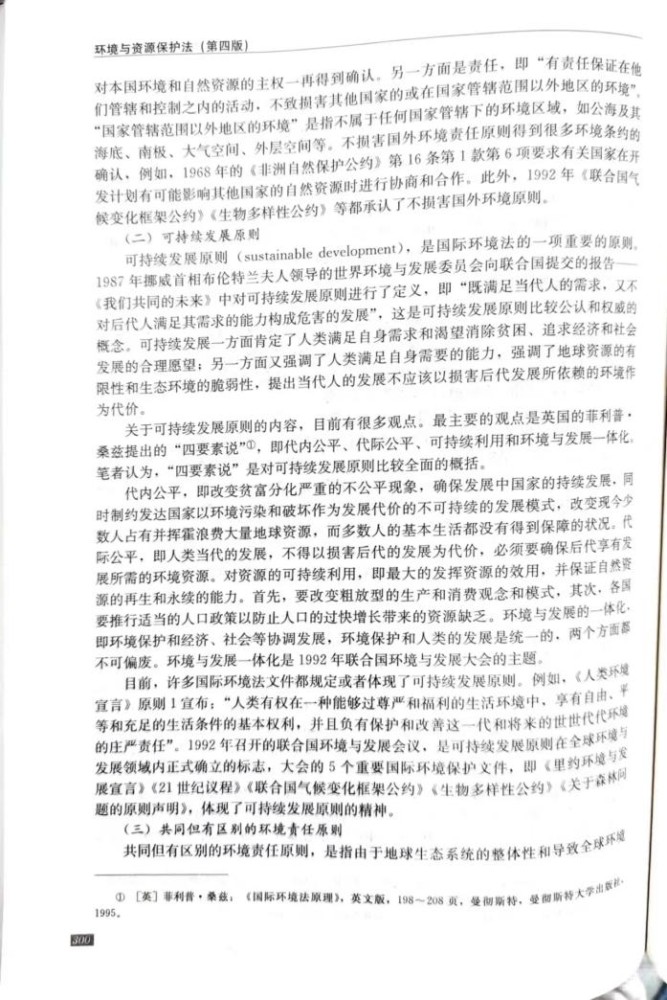 环境与资源保护法（第四版）
对本国环境和自然资源的主权一再得到确认。另一方面是责任，即“有责任保证在他
们管辖和控制之内的活动，不致损害其他国家的或在国家管辖范围以外地区的环境”。
“国家管辖范围以外地区的环境”是指不属于任何国家管辖下的环境区域，如公海及其
海底、南极、大气空间、外层空间等。不损害国外环境责任原则得到很多环境条约的
确认，例如，1968 年的《非洲自然保护公约》第 16 条第 1 款第 6 项要求有关国家在开
发计划有可能影响其他国家的自然资源时进行协商和合作。此外，1992 年《联合国气
候变化框架公约》《生物多样性公约》等都承认了不损害国外环境原则。
（二）可持续发展原则
可持续发展原则（sustainable development），是国际环境法的一项重要的原则。
1987 年挪威首相布伦特兰夫人领导的世界环境与发展委员会向联合国提交的报告——
《我们共同的未来》中对可持续发展原则进行了定义，即“既满足当代人的需求，又不
对后代人满足其需求的能力构成危害的发展”，这是可持续发展原则比较公认和权威的
概念。可持续发展一方面肯定了人类满足自身需求和渴望消除贫困、追求经济和社会
发展的合理愿望；另一方面又强调了人类满足自身需要的能力，强调了地球资源的有
限性和生态环境的脆弱性，提出当代人的发展不应该以损害后代发展所依赖的环境作
为代价。
关于可持续发展原则的内容，目前有很多观点。最主要的观点是英国的菲利普·
桑兹提出的“四要素说”①，即代内公平、代际公平、可持续利用和环境与发展一体化。
笔者认为，“四要素说”是对可持续发展原则比较全面的概括。
代内公平，即改变贫富分化严重的不公平现象，确保发展中国家的持续发展，同
时制约发达国家以环境污染和破坏作为发展代价的不可持续的发展模式，改变现今少
数人占有并挥霍浪费大量地球资源，而多数人的基本生活都没有得到保障的状况。代
际公平，即人类当代的发展，不得以损害后代的发展为代价，必须要确保后代享有发
展所需的环境资源。对资源的可持续利用，即最大的发挥资源的效用，并保证自然资
源的再生和永续的能力。首先，要改变粗放型的生产和消费观念和模式，其次，各国
要推行适当的人口政策以防止人口的过快增长带来的资源缺乏。环境与发展的一体化，
即环境保护和经济、社会等协调发展，环境保护和人类的发展是统一的，两个方面都
不可偏废。环境与发展一体化是 1992 年联合国环境与发展大会的主题。
目前，许多国际环境法文件都规定或者体现了可持续发展原则。例如，《人类环境
宣言》原则 1 宣布：“人类有权在一种能够过尊严和福利的生活环境中，享有自由、平
等和充足的生活条件的基本权利，并且负有保护和改善这一代和将来的世世代代环境
的庄严责任”。1992 年召开的联合国环境与发展会议，是可持续发展原则在全球环境与
发展领域内正式确立的标志，大会的 5 个重要国际环境保护文件，即《里约环境与发
展宣言》《21 世纪议程》《联合国气候变化框架公约》《生物多样性公约》《关于森林问
题的原则声明》，体现了可持续发展原则的精神。
（三）共同但有区别的环境责任原则
共同但有区别的环境责任原则，是指由于地球生态系统的整体性和导致全球环境
① ［英］菲利普·桑兹：《国际环境法原理》，英文版，198～208 页，曼彻斯特，曼彻斯特大学出版社，
1995。
300